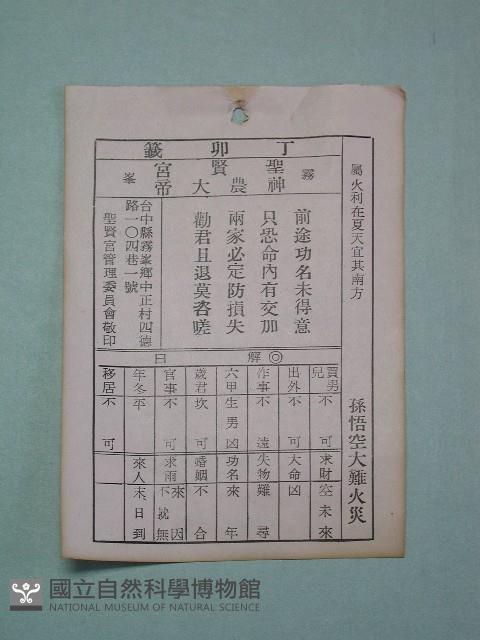 丁卯籤
霧峯
聖賢宮
神農大帝
屬火利在夏天宜其南方
孫悟空大難火災
前途功名未得意
只恐命內有交加
兩家必定防損失
勸君且退莫咨嗟
台中縣霧峯鄉中正村四德
路一〇四巷一號
聖賢宮管理委員會敬印
◎解曰
買男兒 不可 求財 空未來
出外 不可 大命 凶
作事 不遠 失物 難尋
六甲 生男凶 功名 來年
歲君 坎可 婚姻 不合
官事 不可 求雨 不就來因無
年冬 平 來人 未日到
移居 不可
國立自然科學博物館
NATIONAL MUSEUM OF NATURAL SCIENCE